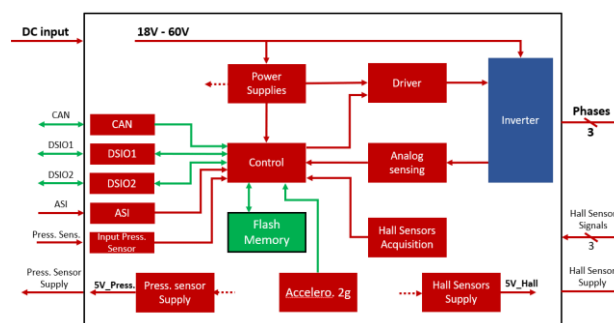 DC input
18V - 60V
Power
Supplies
Driver
Inverter
CAN
CAN
DSIO1
DSIO1
Control
Analog
sensing
Phases
3
DSIO2
DSIO2
ASI
ASI
Flash
Memory
Hall Sensors
Acquisition
Hall Sensor
Signals
3
Press. Sens.
Input Press.
Sensor
Press. Sensor
Supply
5V_Press.
Press. sensor
Supply
Accelero. 2g
Hall Sensors
Supply
5V_Hall
Hall Sensor
Supply